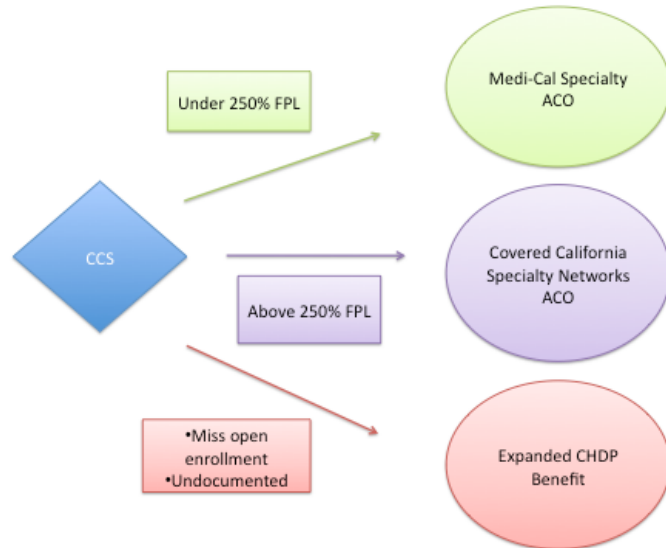 Under 250% FPL
Medi-Cal Specialty
ACO
CCS
Above 250% FPL
Covered California
Specialty Networks
ACO
•Miss open
enrollment
•Undocumented
Expanded CHDP
Benefit